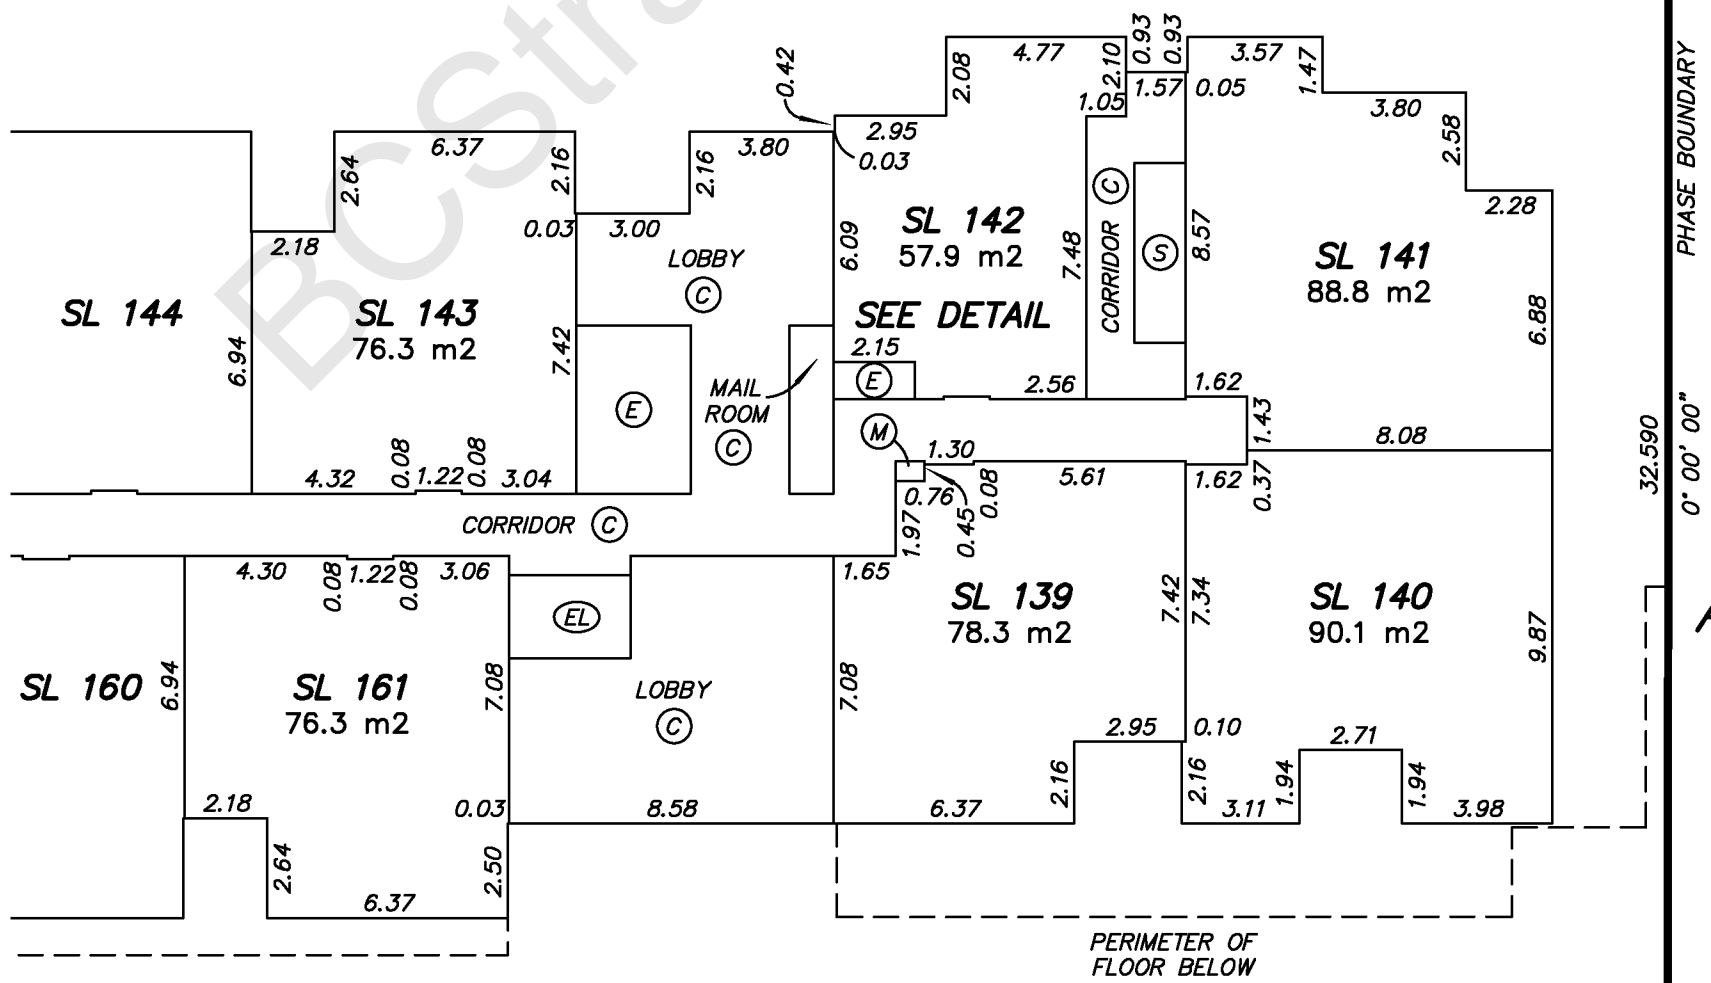 BCStra
0.42
2.95
0.03
2.08
4.77
2.10
0.93
0.93
1.05
1.57
0.05
3.57
1.47
3.80
2.58
2.28
PHASE BOUNDARY
2.64
6.37
2.16
2.16
3.80
2.18
0.03
3.00
LOBBY
C
6.09
SL 142
57.9 m2
SEE DETAIL
7.48
CORRIDOR C
S
8.57
SL 141
88.8 m2
6.88
SL 144
6.94
SL 143
76.3 m2
7.42
E
MAIL
ROOM
C
2.15
E
2.56
1.62
1.43
8.08
32.590
0° 00' 00"
4.32
0.08
1.22
0.08
3.04
M
1.30
0.76
1.97
0.45
0.08
5.61
1.62
0.37
CORRIDOR C
4.30
0.08
1.22
0.08
3.06
EL
1.65
SL 139
78.3 m2
7.42
7.34
SL 140
90.1 m2
9.87
SL 160
6.94
SL 161
76.3 m2
7.08
LOBBY
C
7.08
2.95
0.10
2.71
2.18
0.03
8.58
6.37
2.16
2.16
3.11
1.94
1.94
3.98
2.64
6.37
2.50
PERIMETER OF
FLOOR BELOW